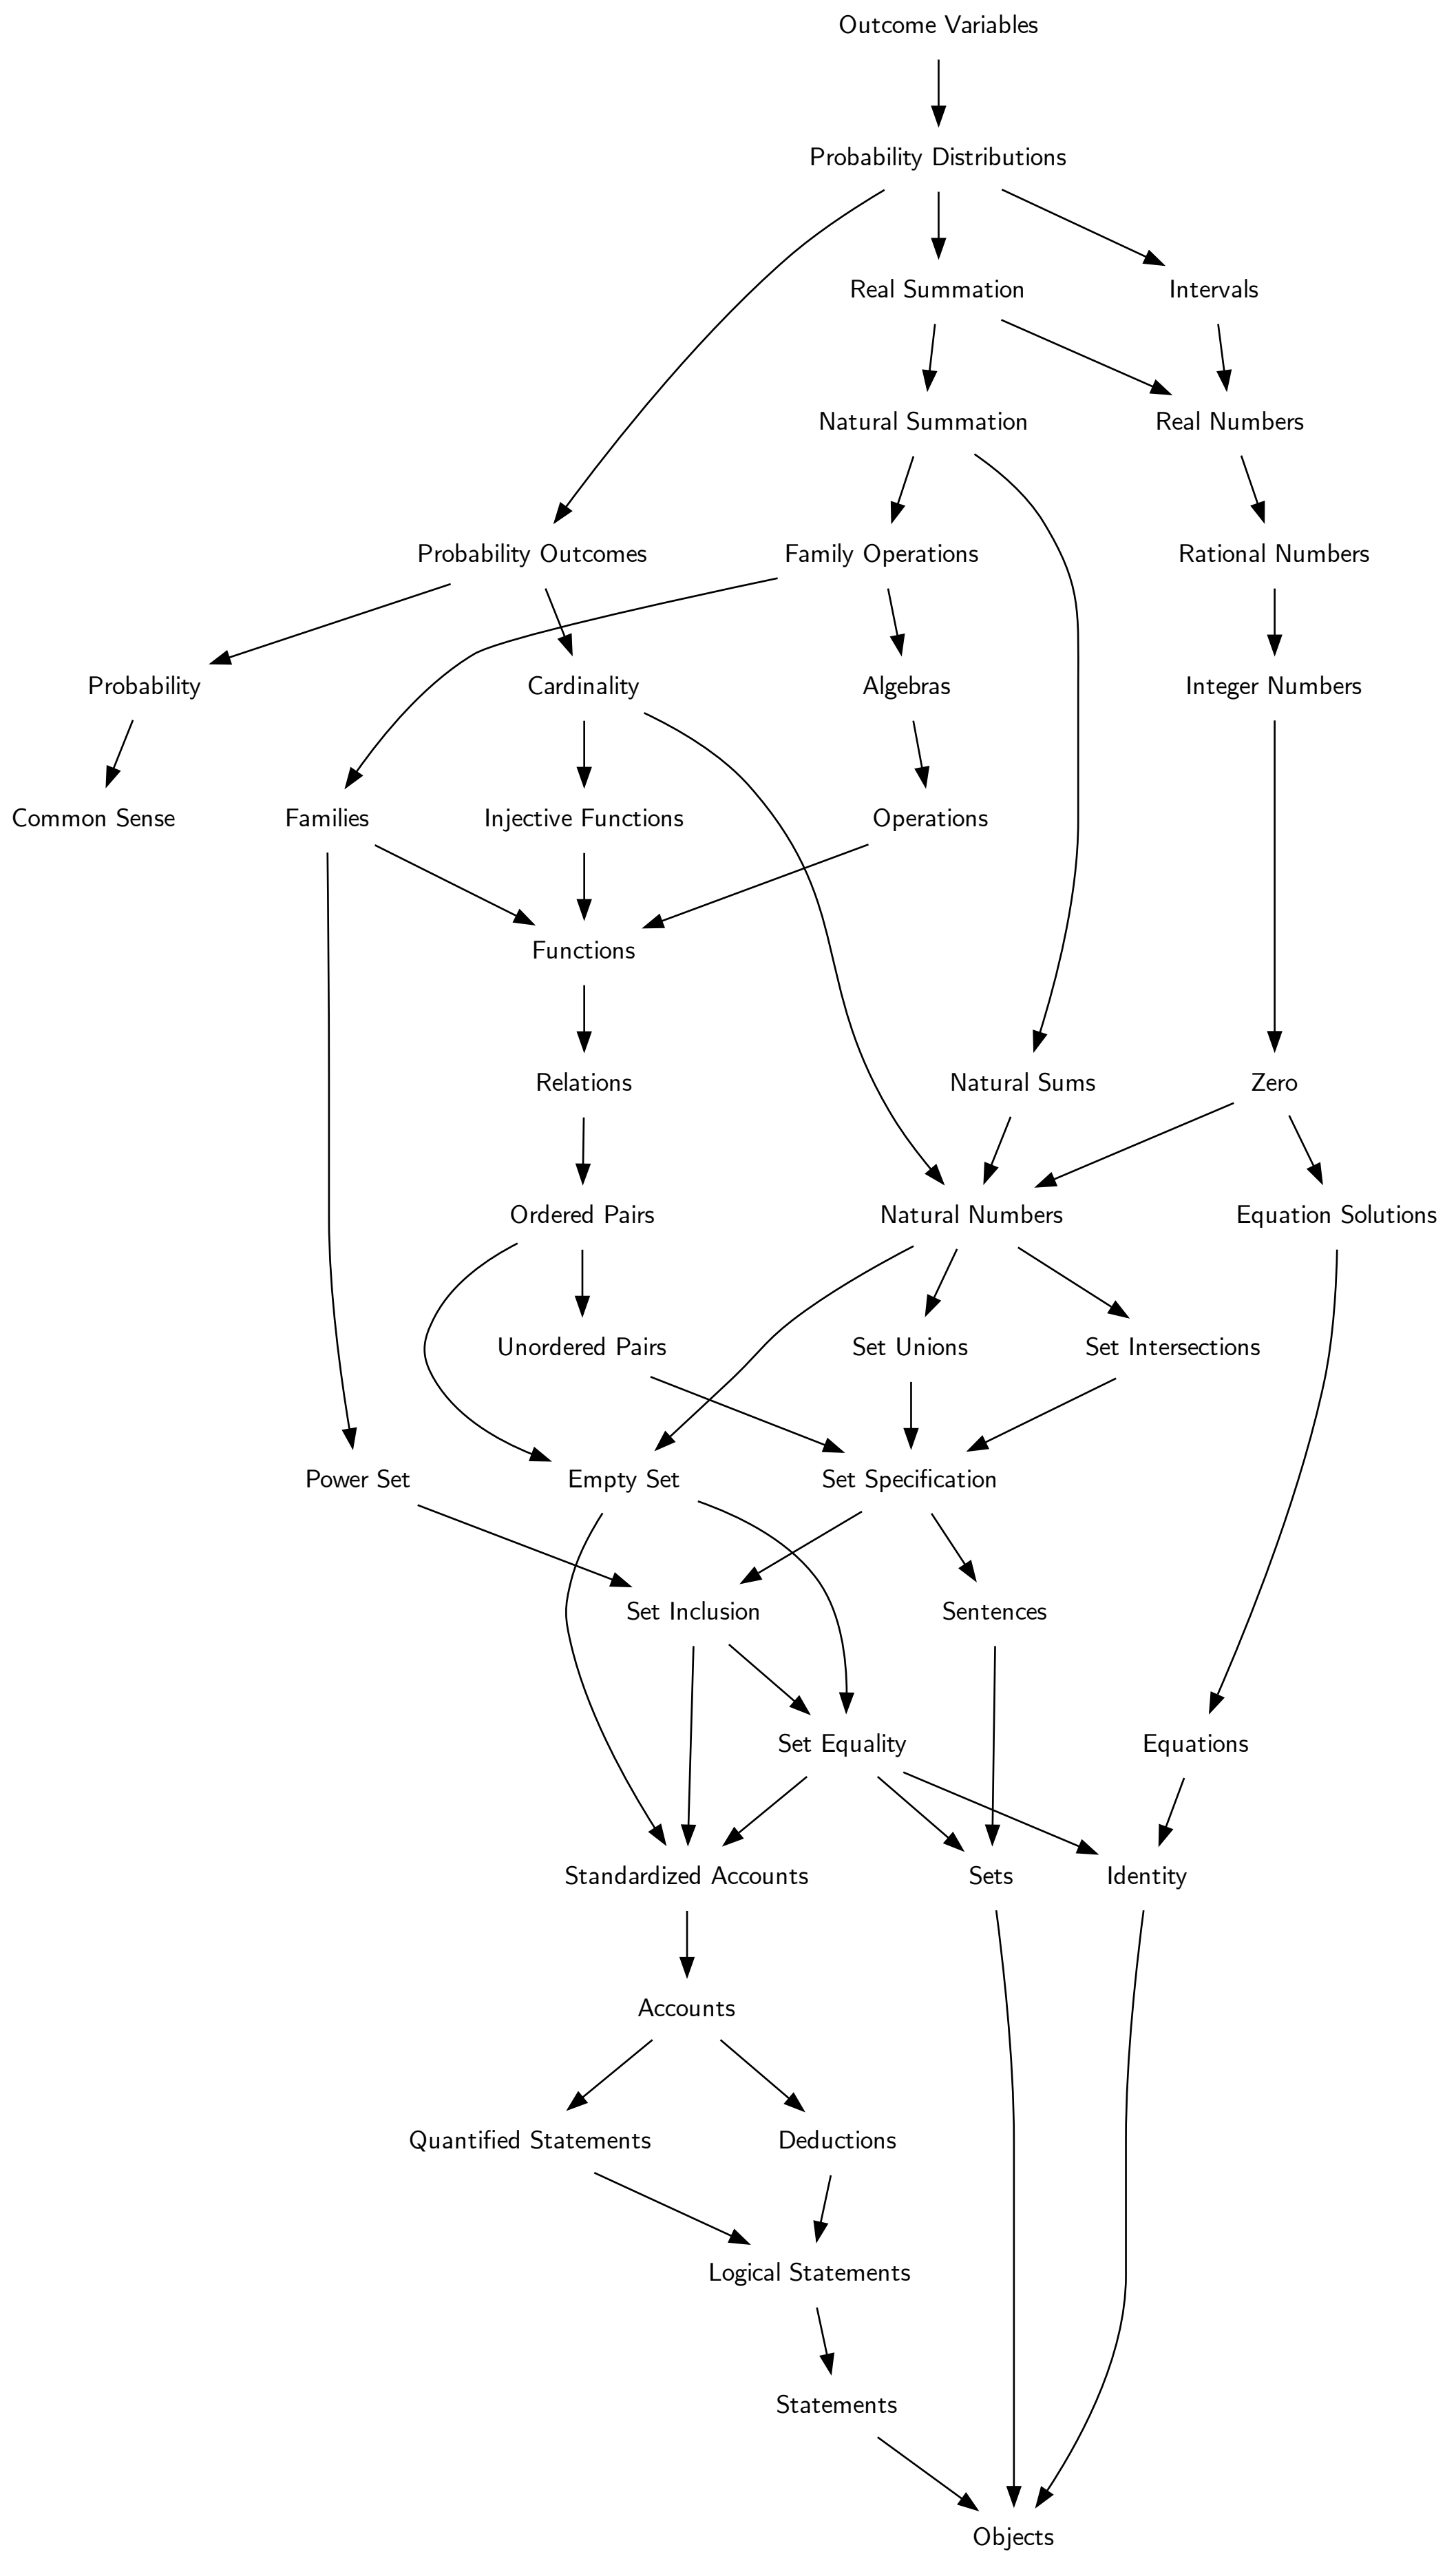 Outcome Variables
Probability Distributions
Real Summation
Intervals
Natural Summation
Real Numbers
Probability Outcomes
Family Operations
Rational Numbers
Probability
Cardinality
Algebras
Integer Numbers
Common Sense
Families
Injective Functions
Operations
Functions
Relations
Natural Sums
Zero
Ordered Pairs
Natural Numbers
Equation Solutions
Unordered Pairs
Set Unions
Set Intersections
Power Set
Empty Set
Set Specification
Set Inclusion
Sentences
Set Equality
Equations
Standardized Accounts
Sets
Identity
Accounts
Quantified Statements
Deductions
Logical Statements
Statements
Objects